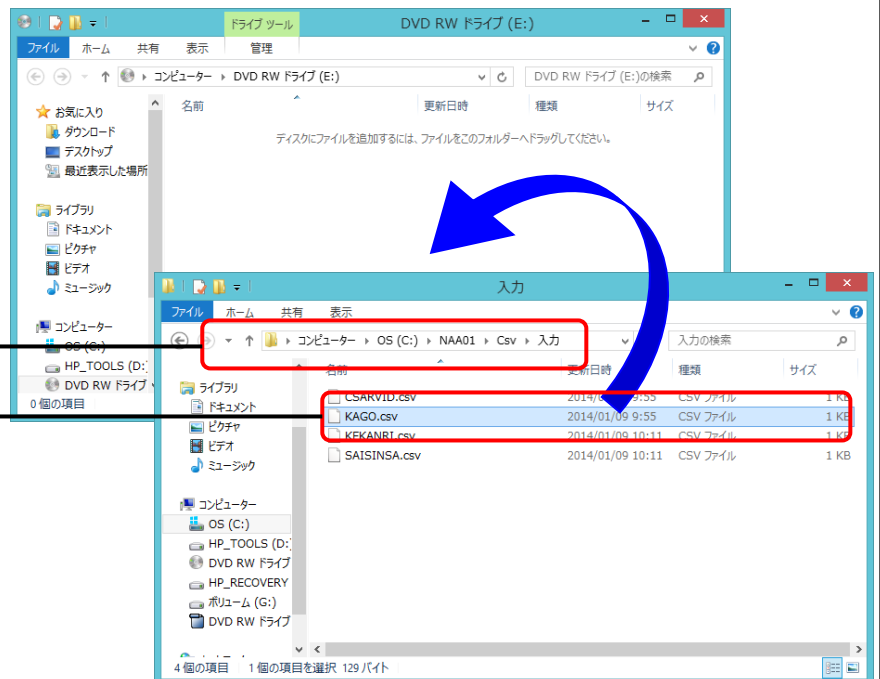 ドライブ ツール
DVD RW ドライブ (E:)
ファイル ホーム 共有 表示 管理
コンピューター DVD RW ドライブ (E:)
DVD RW ドライブ (E:)の検索
名前 更新日時 種類 サイズ
ディスクにファイルを追加するには、ファイルをこのフォルダーへドラッグしてください。
お気に入り
ダウンロード
デスクトップ
最近表示した場所
ライブラリ
ドキュメント
ピクチャ
ビデオ
ミュージック
コンピューター
OS (C:)
HP_TOOLS (D:
DVD RW ドライブ
0 個の項目
入力
ファイル ホーム 共有 表示
コンピューター OS (C:) NAA01 Csv 入力
入力の検索
名前 更新日時 種類 サイズ
CSARVID.csv 9:55 CSV ファイル 1 KB
KAGO.csv 2014/01/09 9:55 CSV ファイル 1 KB
KEKANRI.csv 2014/01/09 10:11 CSV ファイル 1 KB
SAISINSA.csv 2014/01/09 10:11 CSV ファイル 1 KB
ライブラリ
ドキュメント
ピクチャ
ビデオ
ミュージック
コンピューター
OS (C:)
HP_TOOLS (D:
DVD RW ドライブ
HP_RECOVERY
ボリューム (G:)
DVD RW ドライブ
4 個の項目 1 個の項目を選択 129 バイト